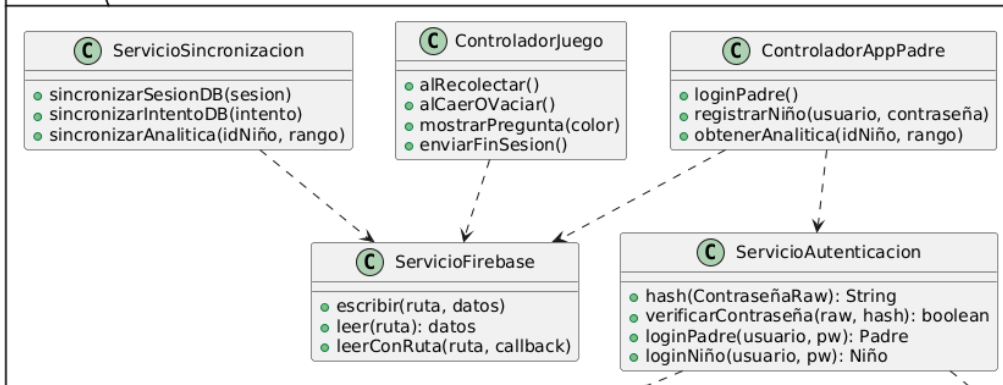 C ServicioSincronizacion
sincronizarSesionDB(sesion)
sincronizarIntentoDB(intento)
sincronizarAnalitica(idNiño, rango)
C ControladorJuego
alRecolectar()
alCaerOVaciar()
mostrarPregunta(color)
enviarFinSesion()
C ControladorAppPadre
loginPadre()
registrarNiño(usuario, contraseña)
obtenerAnalitica(idNiño, rango)
C ServicioFirebase
escribir(ruta, datos)
leer(ruta): datos
leerConRuta(ruta, callback)
C ServicioAutenticacion
hash(ContraseñaRaw): String
verificarContraseña(raw, hash): boolean
loginPadre(usuario, pw): Padre
loginNiño(usuario, pw): Niño